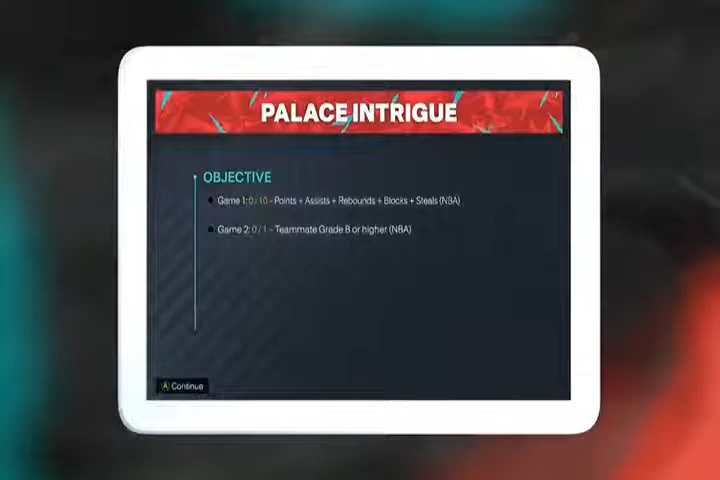 PALACE INTRIGUE
OBJECTIVE
Game 1: 0 / 10 - Points + Assists + Rebounds + Blocks + Steals (NBA)
Game 2: 0 / 1 - Teammate Grade B or higher (NBA)
A Continue